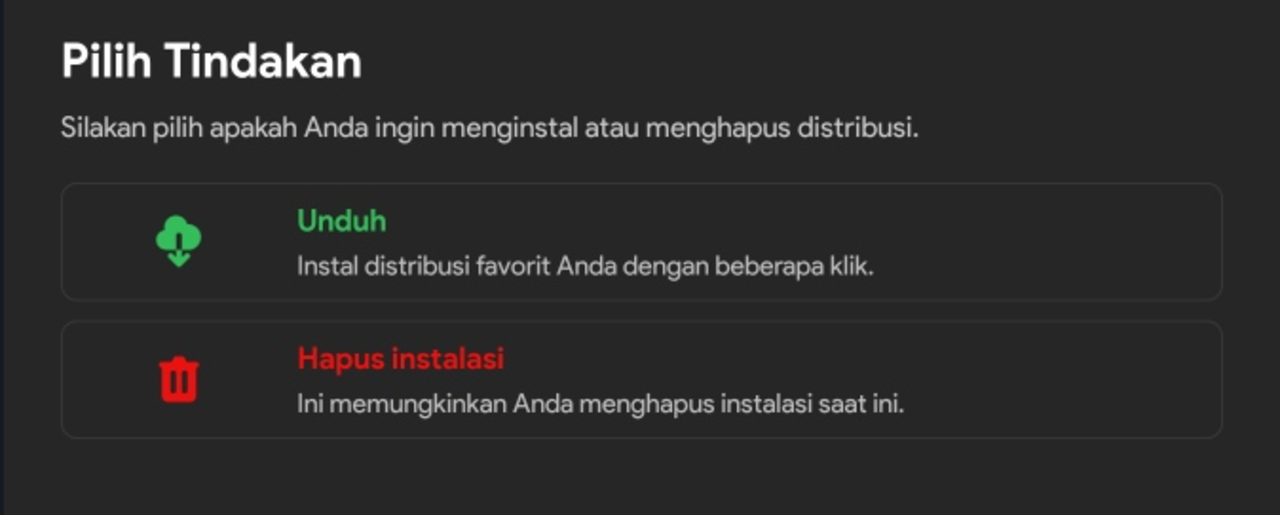 Pilih Tindakan
Silakan pilih apakah Anda ingin menginstal atau menghapus distribusi.
Unduh
Instal distribusi favorit Anda dengan beberapa klik.
Hapus instalasi
Ini memungkinkan Anda menghapus instalasi saat ini.